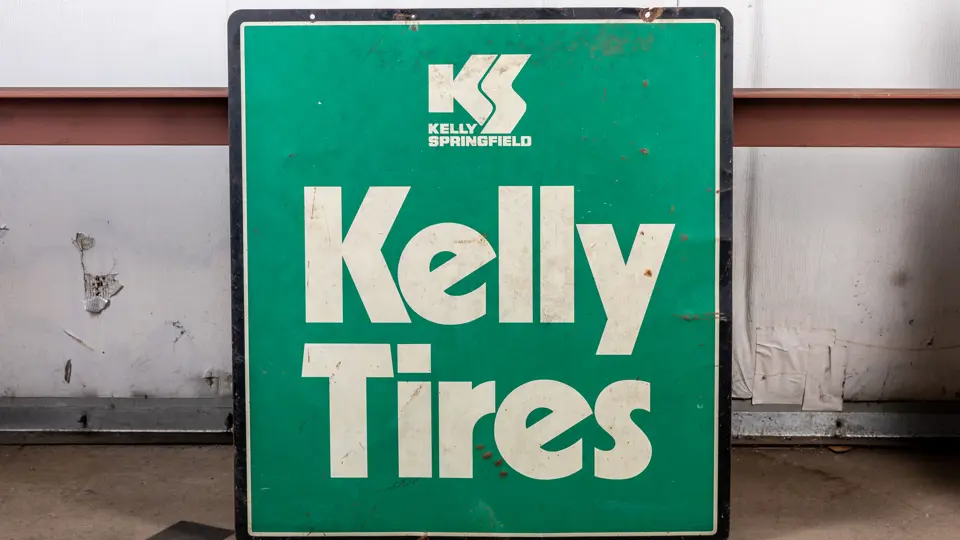 KS
KELLY
SPRINGFIELD
Kelly
Tires